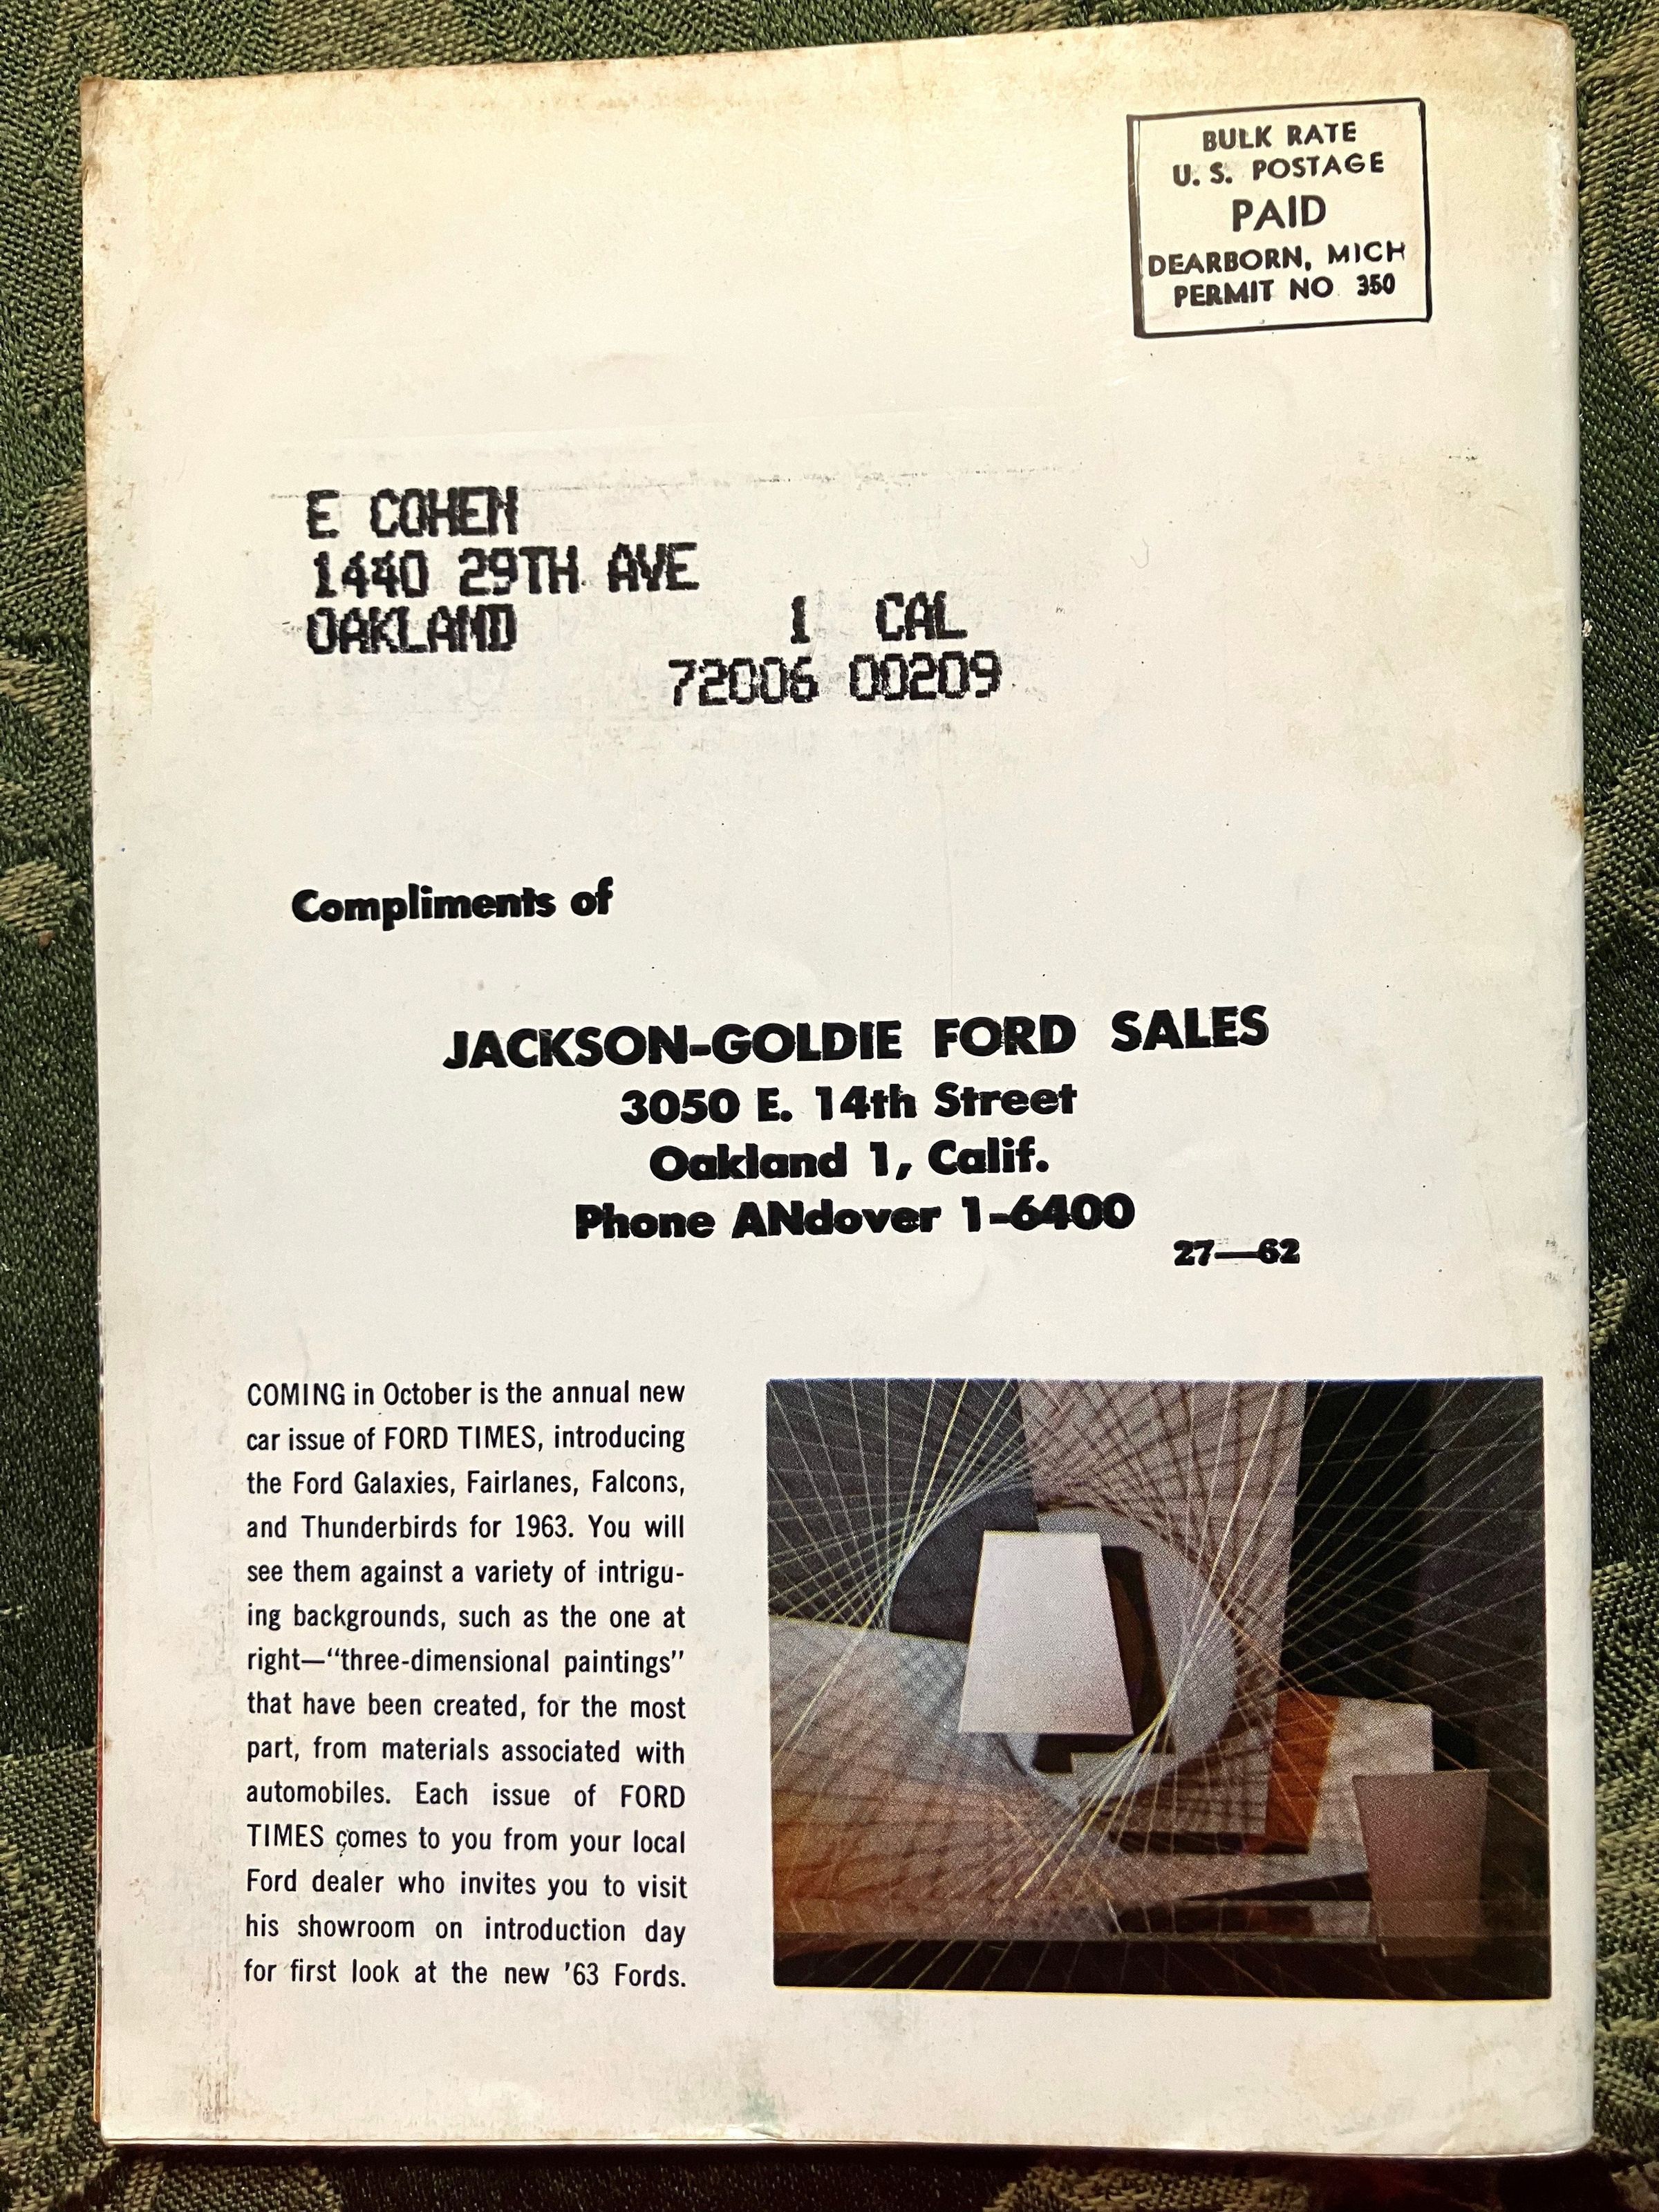 BULK RATE
U. S. POSTAGE
PAID
DEARBORN, MICH
PERMIT NO. 350
E COHEN
1440 29TH AVE
OAKLAND 1 CAL
72006 00209
Compliments of
JACKSON-GOLDIE FORD SALES
3050 E. 14th Street
Oakland 1, Calif.
Phone ANdover 1-6400
27—62
COMING in October is the annual new
car issue of FORD TIMES, introducing
the Ford Galaxies, Fairlanes, Falcons,
and Thunderbirds for 1963. You will
see them against a variety of intrigu-
ing backgrounds, such as the one at
right—“three-dimensional paintings”
that have been created, for the most
part, from materials associated with
automobiles. Each issue of FORD
TIMES comes to you from your local
Ford dealer who invites you to visit
his showroom on introduction day
for first look at the new ’63 Fords.